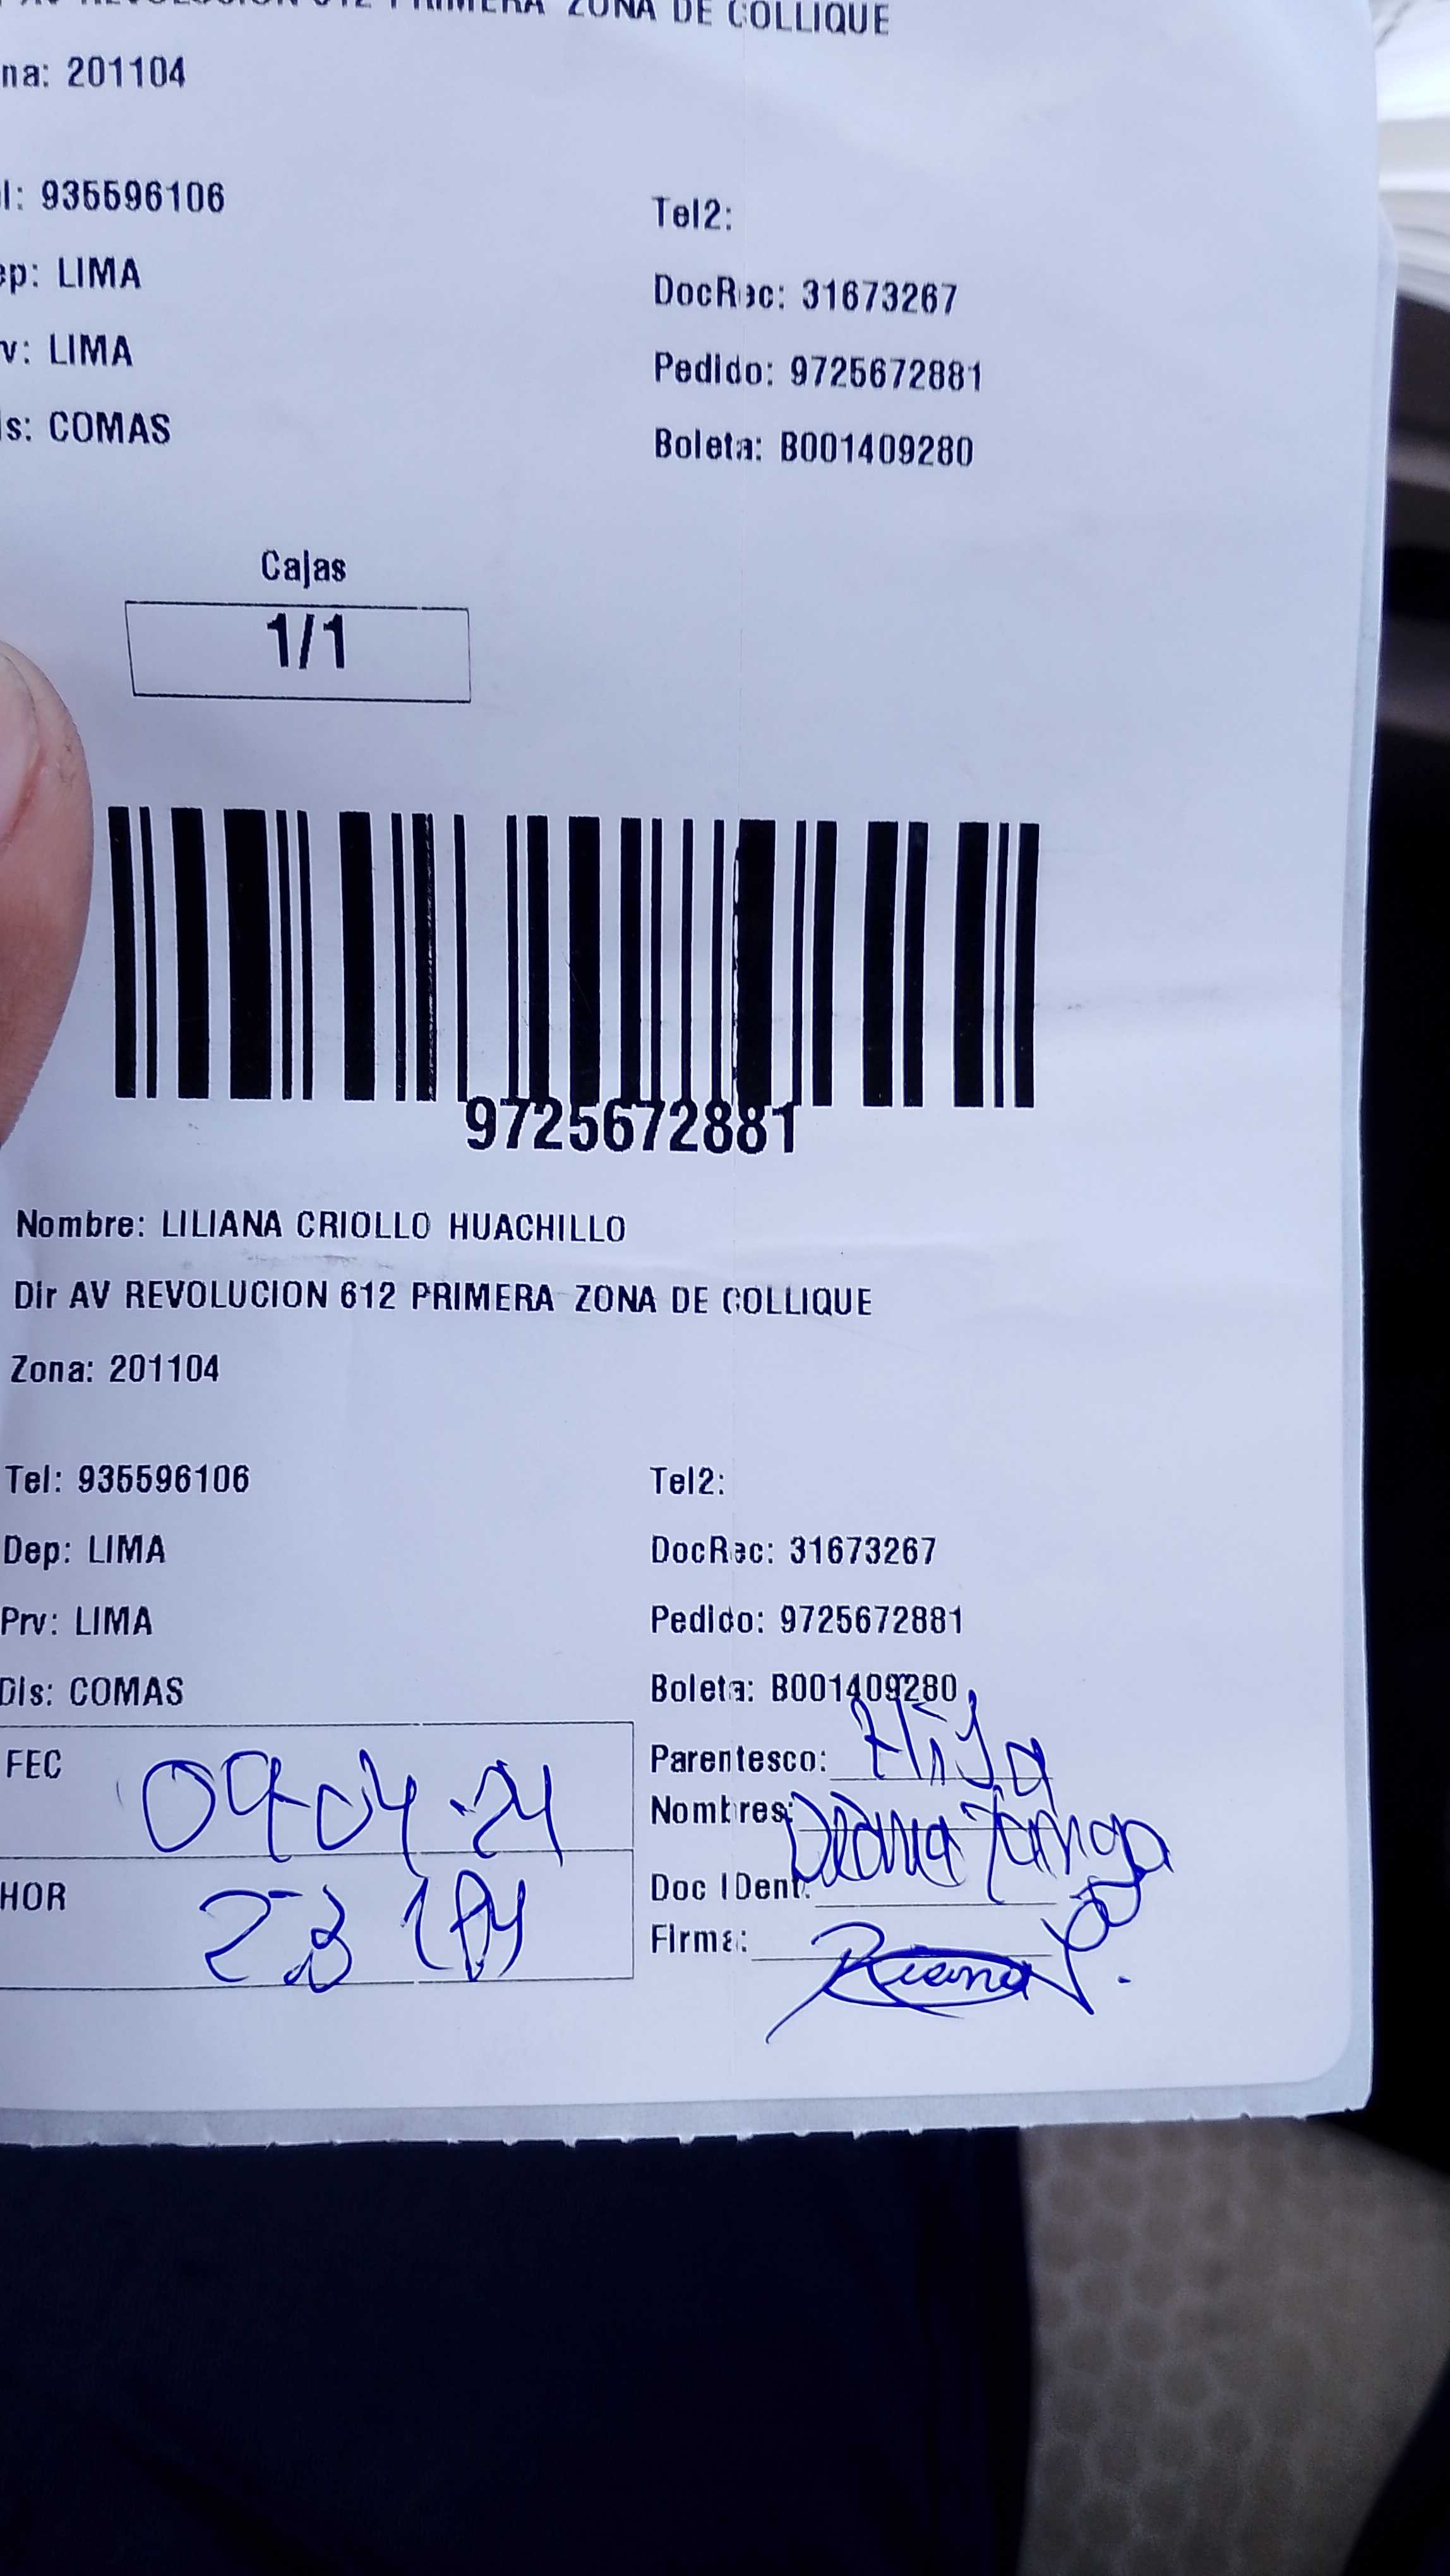 AV REVOLUCION 612 PRIMERA ZONA DE COLLIQUE
na: 201104
l: 935596106
Tel2:
ep: LIMA
DocRec: 31673267
v: LIMA
Pedido: 9725672881
is: COMAS
Boleta: B001409280
Cajas
1/1
9725672881
Nombre: LILIANA CRIOLLO HUACHILLO
Dir AV REVOLUCION 612 PRIMERA ZONA DE COLLIQUE
Zona: 201104
Tel: 935596106
Tel2:
Dep: LIMA
DocRec: 31673267
Prv: LIMA
Pedido: 9725672881
Dis: COMAS
Boleta: B001409280
FEC 09-04-21
Parentesco: Hija
Nombres:
HOR
Doc IDent.
Firma: